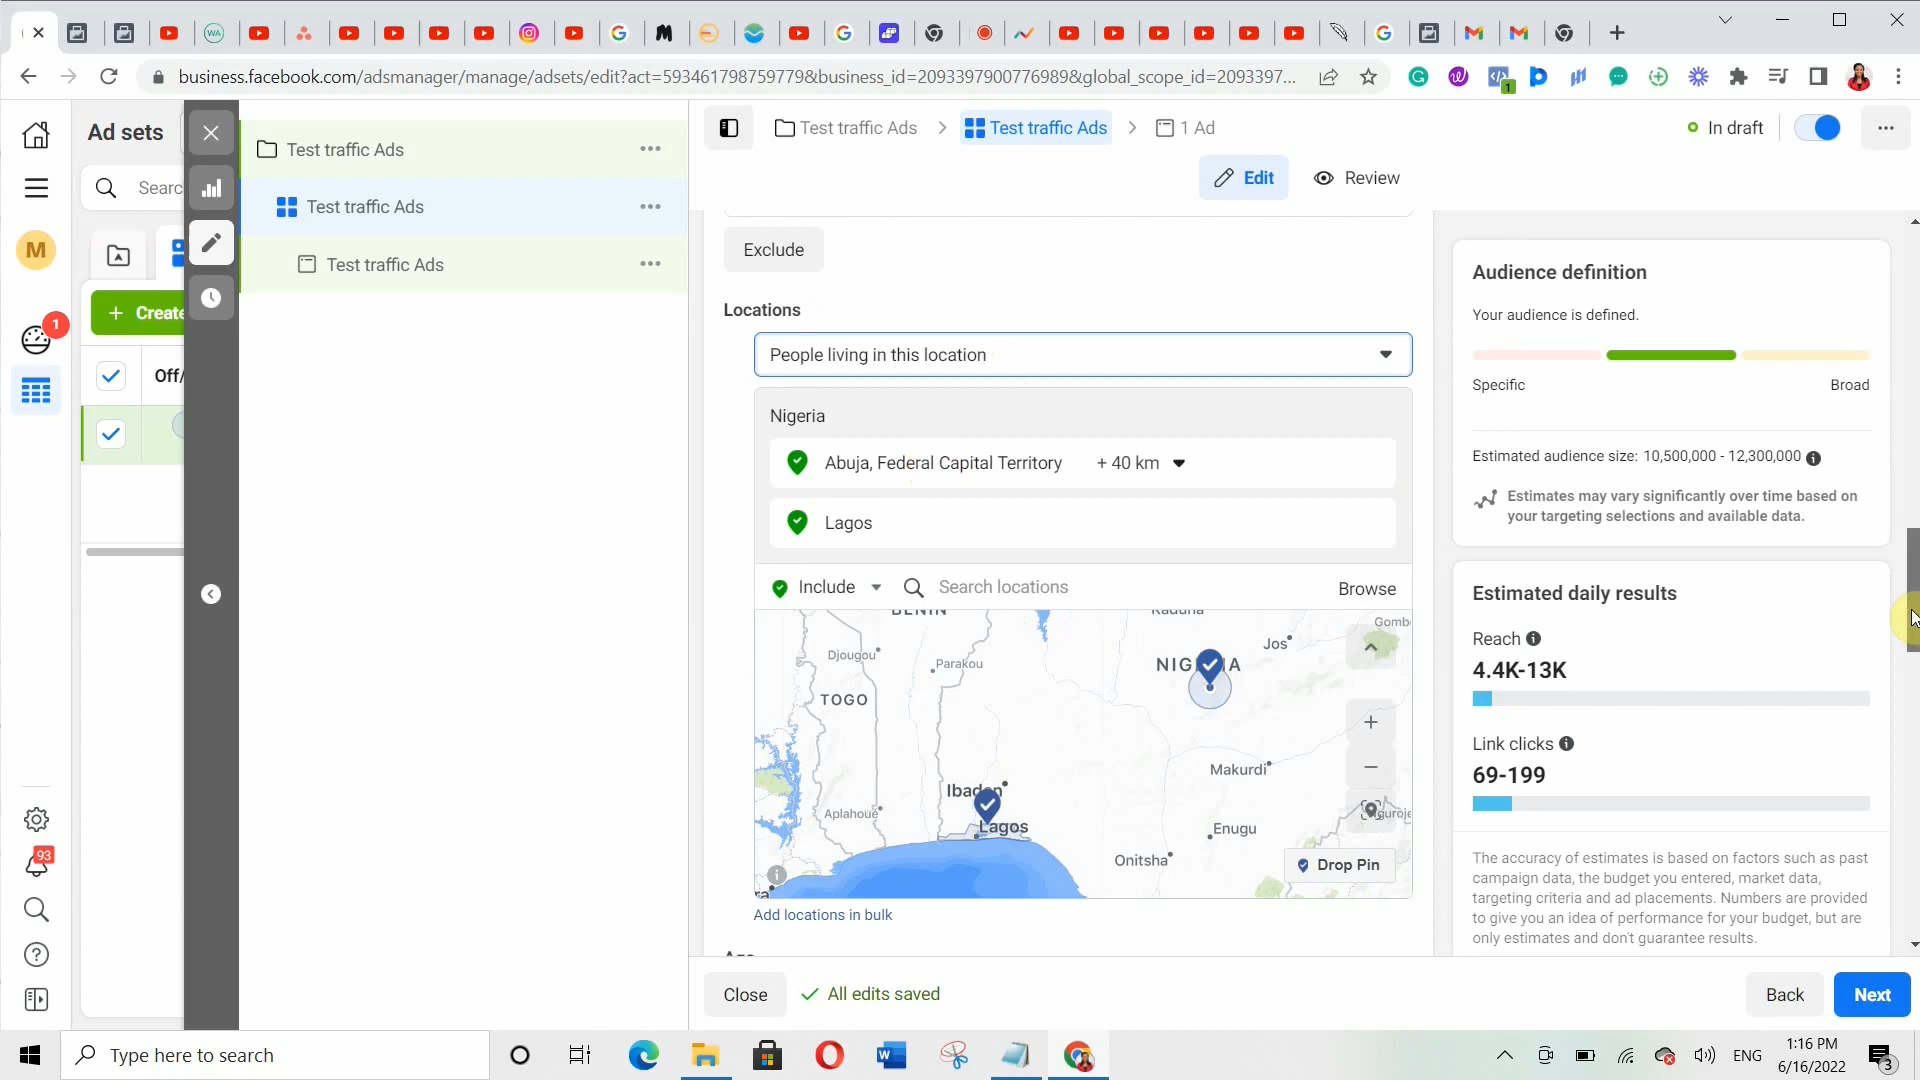 business.facebook.com/adsmanager/manage/adsets/edit?act=593461798759779&business_id=2093397900776989&global_scope_id=2093397...
1
Ad sets
Test traffic Ads
Test traffic Ads
1 Ad
In draft
Test traffic Ads
Edit
Review
Searc
Test traffic Ads
M
Test traffic Ads
Exclude
Audience definition
Your audience is defined.
+ Create
1
Locations
People living in this location
Specific
Broad
Off/
Nigeria
Abuja, Federal Capital Territory
+ 40 km
Estimated audience size: 10,500,000 - 12,300,000
Estimates may vary significantly over time based on
your targeting selections and available data.
Lagos
Include
Search locations
Browse
Estimated daily results
BENIN
Kaduna
Gombe
Djougou
Parakou
NIGERIA
Jos
TOGO
Reach
4.4K-13K
Link clicks
69-199
Makurdi
Ibadan
Aplahoué
Lagos
Enugu
Onitsha
Drop Pin
The accuracy of estimates is based on factors such as past
campaign data, the budget you entered, market data,
targeting criteria and ad placements. Numbers are provided
to give you an idea of performance for your budget, but are
only estimates and don't guarantee results.
Add locations in bulk
93
Age
Close
All edits saved
Back
Next
Type here to search
ENG
1:16 PM
6/16/2022
3